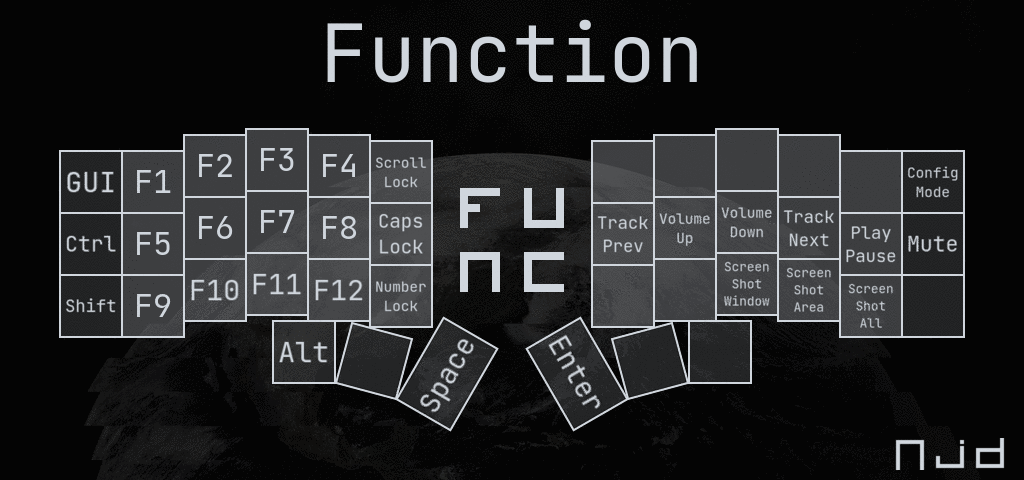 Function
GUI F1 F2 F3 F4 Scroll
Lock
Config
Mode
Ctrl F5 F6 F7 F8 Caps
Lock
FU
NC
Track
Prev
Volume
Up
Volume
Down
Track
Next
Play
Pause
Mute
Shift F9 F10 F11 F12 Number
Lock
Screen
Shot
Window
Screen
Shot
Area
Screen
Shot
All
Alt
Space
Enter
njd